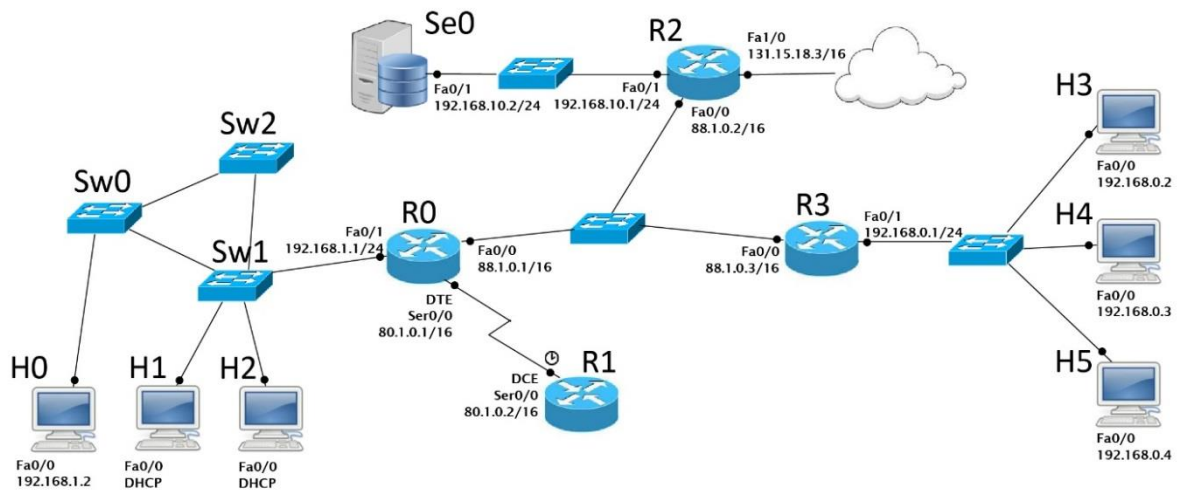 Se0
Fa0/1
192.168.10.2/24
R2
Fa0/1
192.168.10.1/24
Fa1/0
131.15.18.3/16
Fa0/0
88.1.0.2/16
Sw2
Sw0
Sw1
Fa0/1
192.168.1.1/24
R0
Fa0/0
88.1.0.1/16
DTE
Ser0/0
80.1.0.1/16
DCE
Ser0/0
80.1.0.2/16
R1
R3
Fa0/0
88.1.0.3/16
Fa0/1
192.168.0.1/24
H0
Fa0/0
192.168.1.2
H1
Fa0/0
DHCP
H2
Fa0/0
DHCP
H3
Fa0/0
192.168.0.2
H4
Fa0/0
192.168.0.3
H5
Fa0/0
192.168.0.4